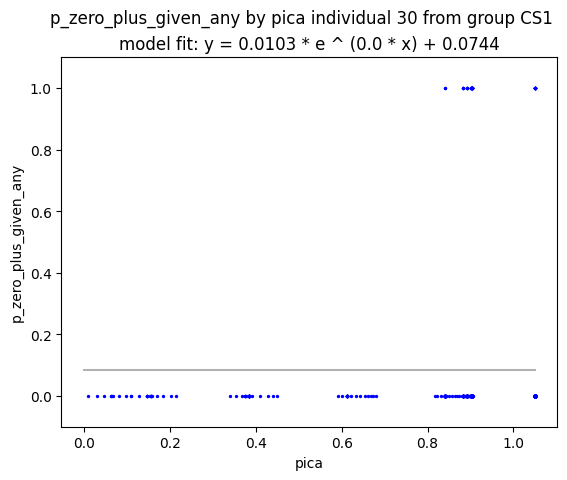 p_zero_plus_given_any by pica individual 30 from group CS1
model fit: y = 0.0103 * e ^ (0.0 * x) + 0.0744
1.0
0.8
0.6
0.4
0.2
0.0
p_zero_plus_given_any
0.0 0.2 0.4 0.6 0.8 1.0
pica